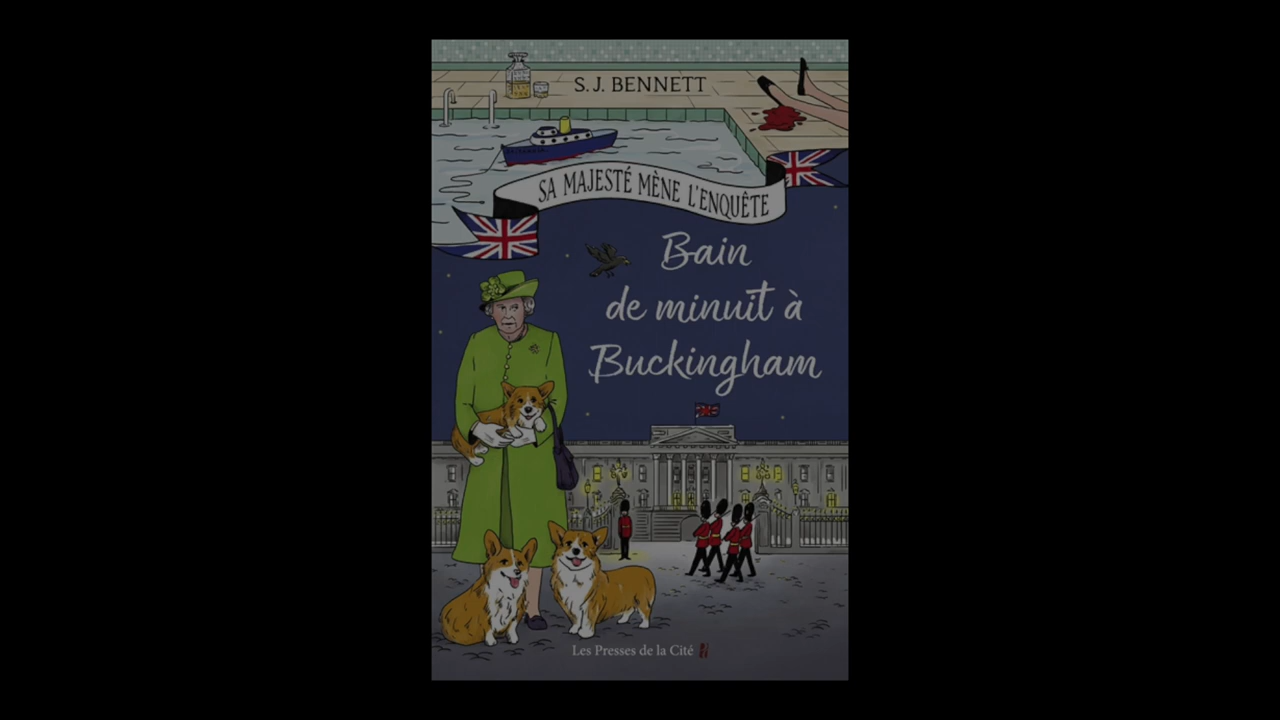 S. J. BENNETT
SA MAJESTÉ MÈNE L'ENQUÊTE
Bain
de minuit à
Buckingham
Les Presses de la Cité